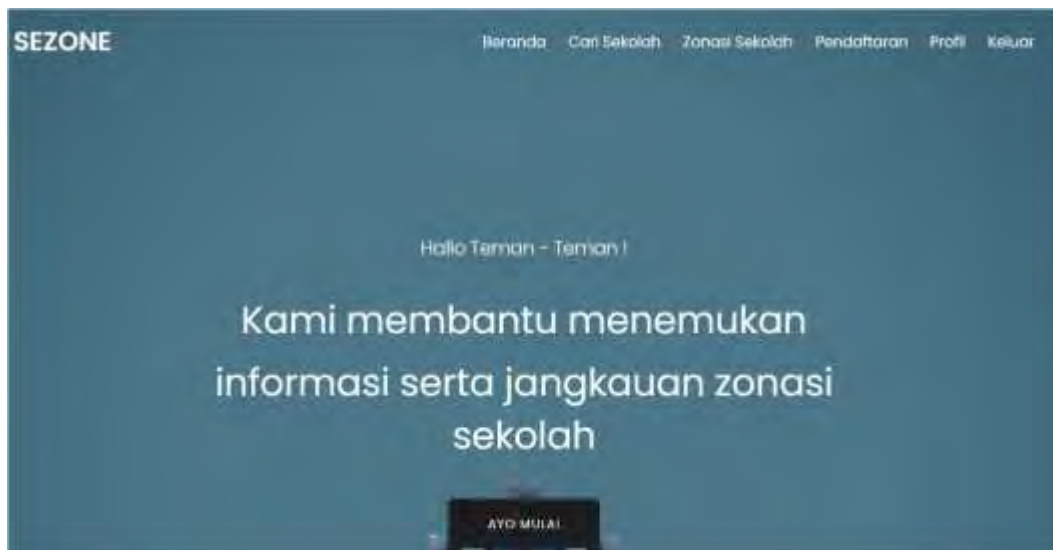 SEZONE
Beranda Cari Sekolah Zonasi Sekolah Pendaftaran Profil Keluar
Hallo Teman - Teman !
Kami membantu menemukan
informasi serta jangkauan zonasi
sekolah
AYO MULAI